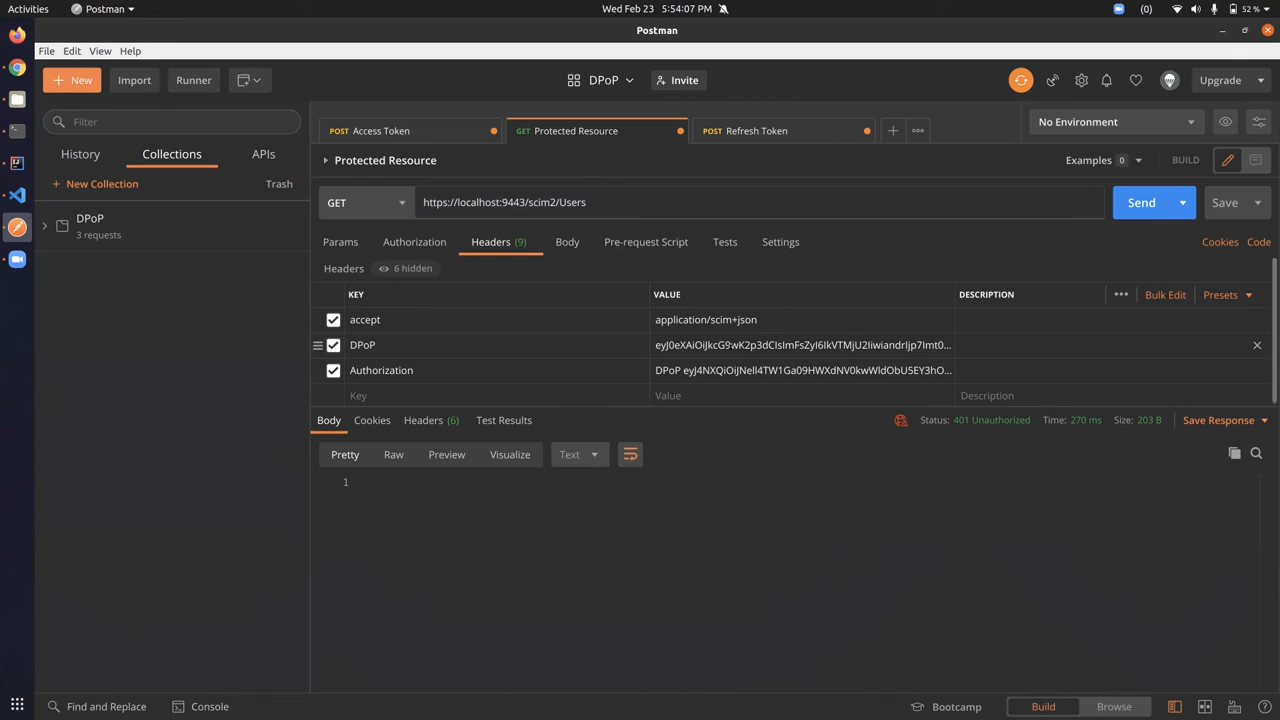 Activities
Postman
Wed Feb 23 5:54:07 PM
(0)
52 %
Postman
File Edit View Help
New
Import
Runner
DPoP
Invite
Upgrade
Filter
POST Access Token
GET Protected Resource
POST Refresh Token
No Environment
History
Collections
APIs
Protected Resource
Examples 0
BUILD
+ New Collection
Trash
GET
https://localhost:9443/scim2/Users
Send
Save
DPoP
3 requests
Params
Authorization
Headers (9)
Body
Pre-request Script
Tests
Settings
Cookies
Code
Headers
6 hidden
KEY
VALUE
DESCRIPTION
Bulk Edit
Presets
accept
application/scim+json
DPoP
Authorization
Key
Value
Description
Body
Cookies
Headers (6)
Test Results
Status: 401 Unauthorized
Time: 270 ms
Size: 203 B
Save Response
Pretty
Raw
Preview
Visualize
Text
1
Find and Replace
Console
Bootcamp
Build
Browse